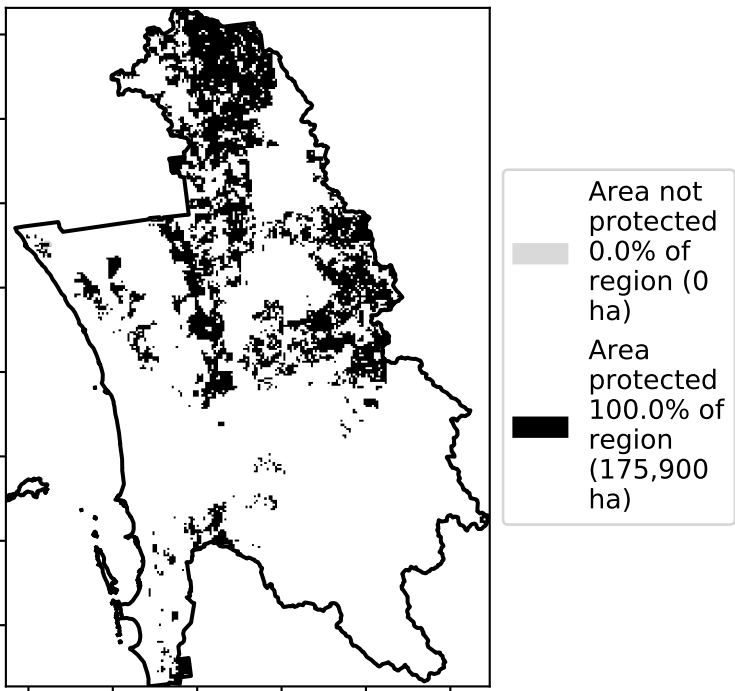 Area not
protected
0.0% of
region (0
ha)
Area
protected
100.0% of
region
(175,900
ha)